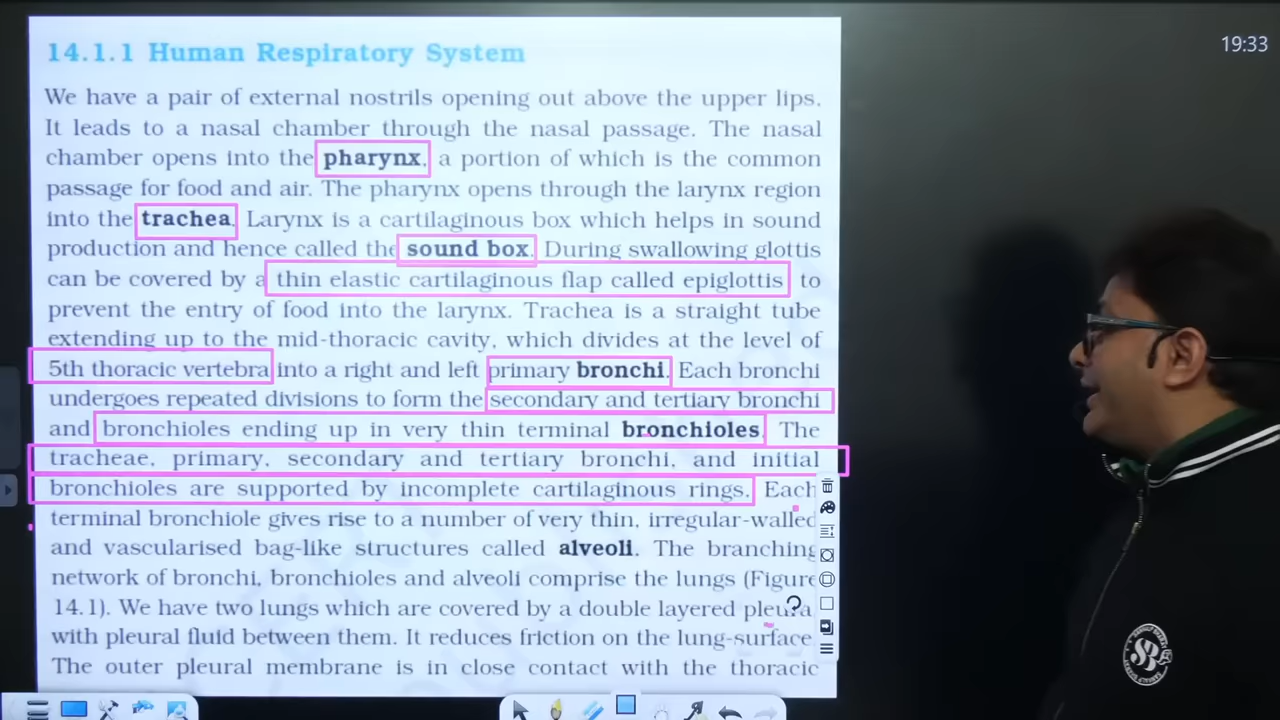 19:33
14.1.1 Human Respiratory System
We have a pair of external nostrils opening out above the upper lips.
It leads to a nasal chamber through the nasal passage. The nasal
chamber opens into the pharynx, a portion of which is the common
passage for food and air. The pharynx opens through the larynx region
into the trachea. Larynx is a cartilaginous box which helps in sound
production and hence called the sound box. During swallowing glottis
can be covered by a thin elastic cartilaginous flap called epiglottis to
prevent the entry of food into the larynx. Trachea is a straight tube
extending up to the mid-thoracic cavity, which divides at the level of
5th thoracic vertebra into a right and left primary bronchi. Each bronchi
undergoes repeated divisions to form the secondary and tertiary bronchi
and bronchioles ending up in very thin terminal bronchioles. The
tracheae, primary, secondary and tertiary bronchi, and initial
bronchioles are supported by incomplete cartilaginous rings. Each
terminal bronchiole gives rise to a number of very thin, irregular-walled
and vascularised bag-like structures called alveoli. The branching
network of bronchi, bronchioles and alveoli comprise the lungs (Figure
14.1). We have two lungs which are covered by a double layered pleura
with pleural fluid between them. It reduces friction on the lung-surface
The outer pleural membrane is in close contact with the thoracic